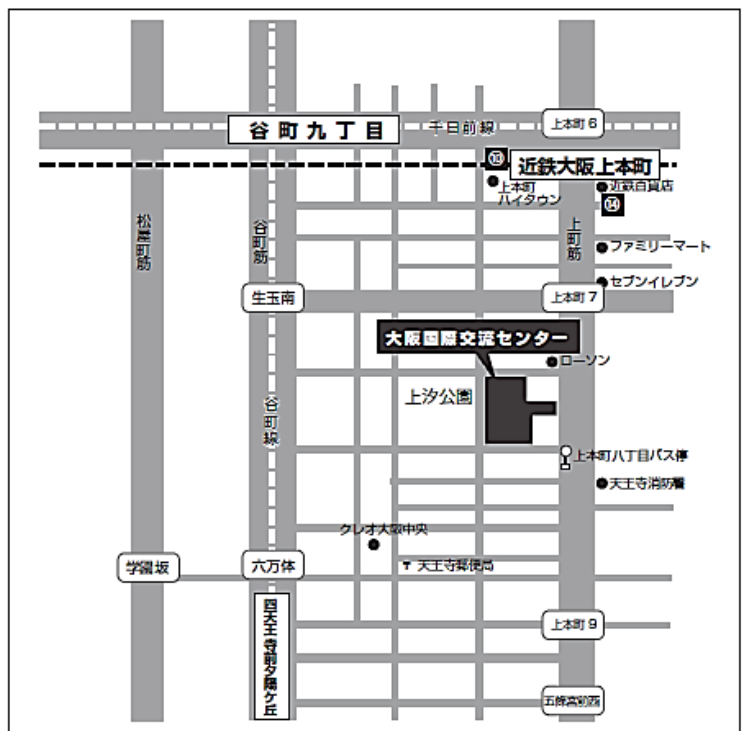 上本町6
谷町九丁目
千日前線
⑩
近鉄大阪上本町
上本町
ハイタウン
近鉄百貨店
⑭
松屋町筋
谷町筋
上町筋
ファミリーマート
セブンイレブン
生玉南
上本町7
大阪国際交流センター
ローソン
上汐公園
谷町線
上本町八丁目バス停
天王寺消防署
クレオ大阪中央
学園坂
六万体
〒 天王寺郵便局
四天王寺前夕陽ケ丘
上本町9
五條宮前西